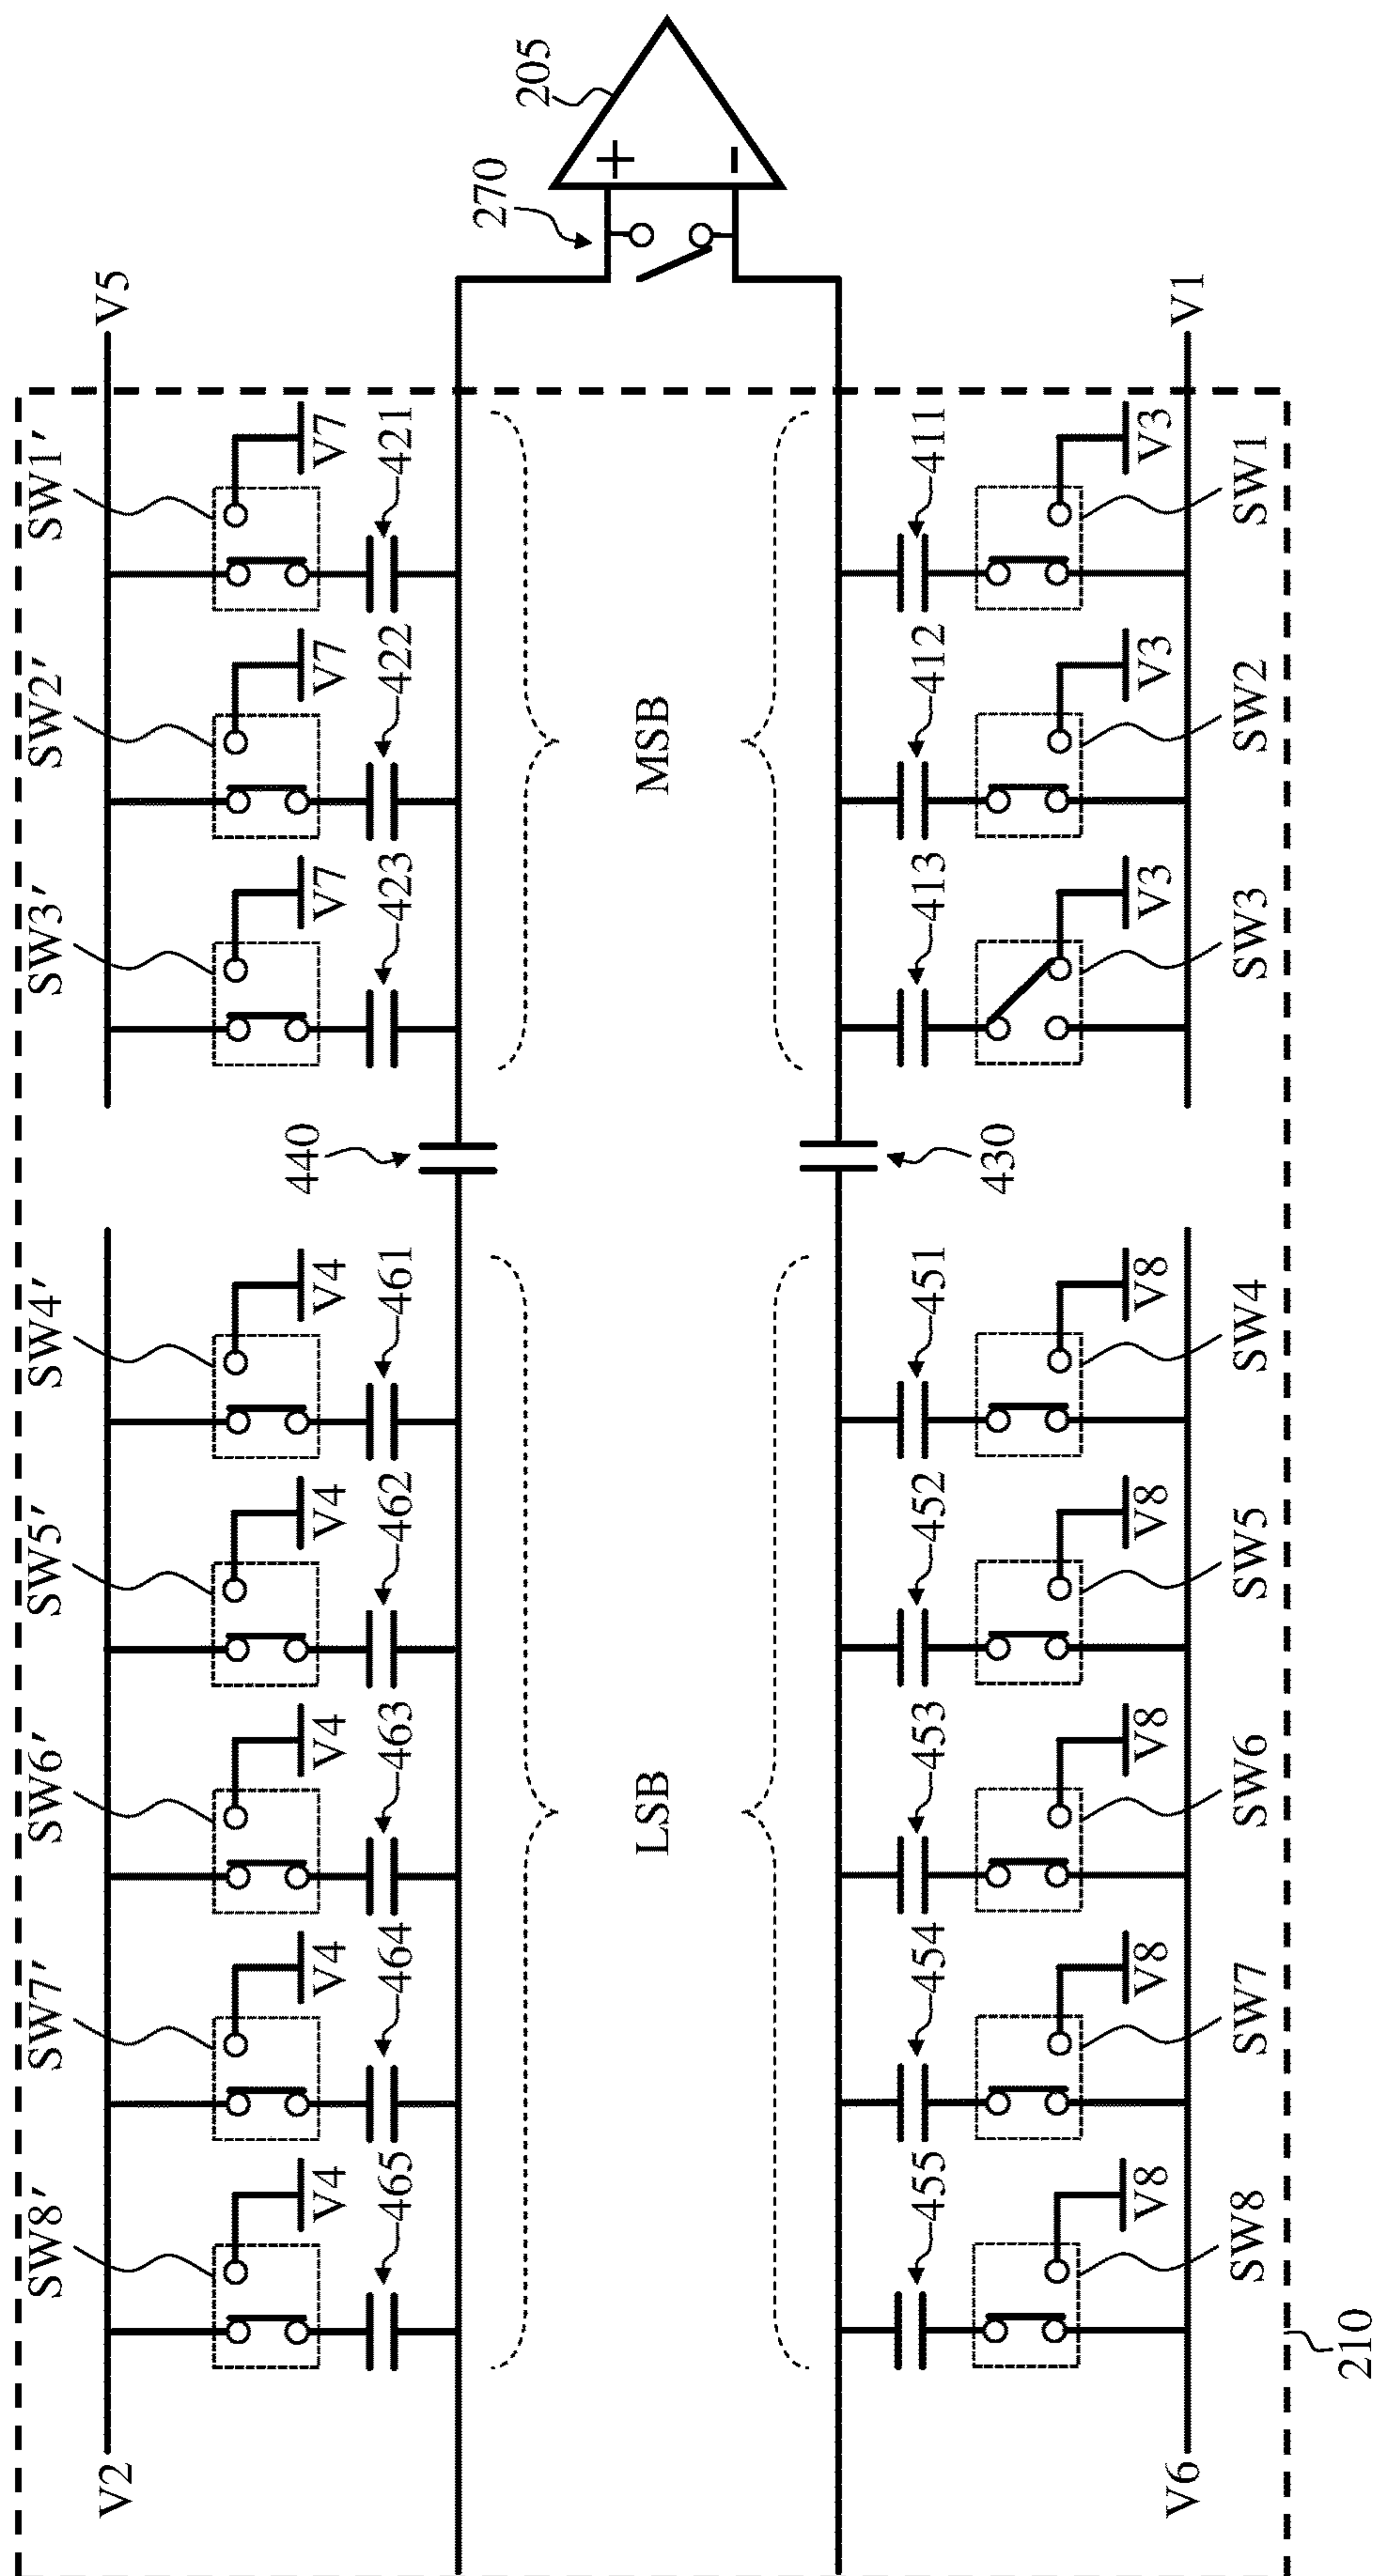 SW8′ SW7′ SW6′ SW5′ SW4′ SW3′ SW2′ SW1′
V2 V5
V4 V4 V4 V4 V4 V7 V7 V7
465 464 463 462 461 440 423 422 421
270 205
+
LSB MSB
-
455 454 453 452 451 430 413 412 411
V8 V8 V8 V8 V8 V3 V3 V3
V6 V1
SW8 SW7 SW6 SW5 SW4 SW3 SW2 SW1
210